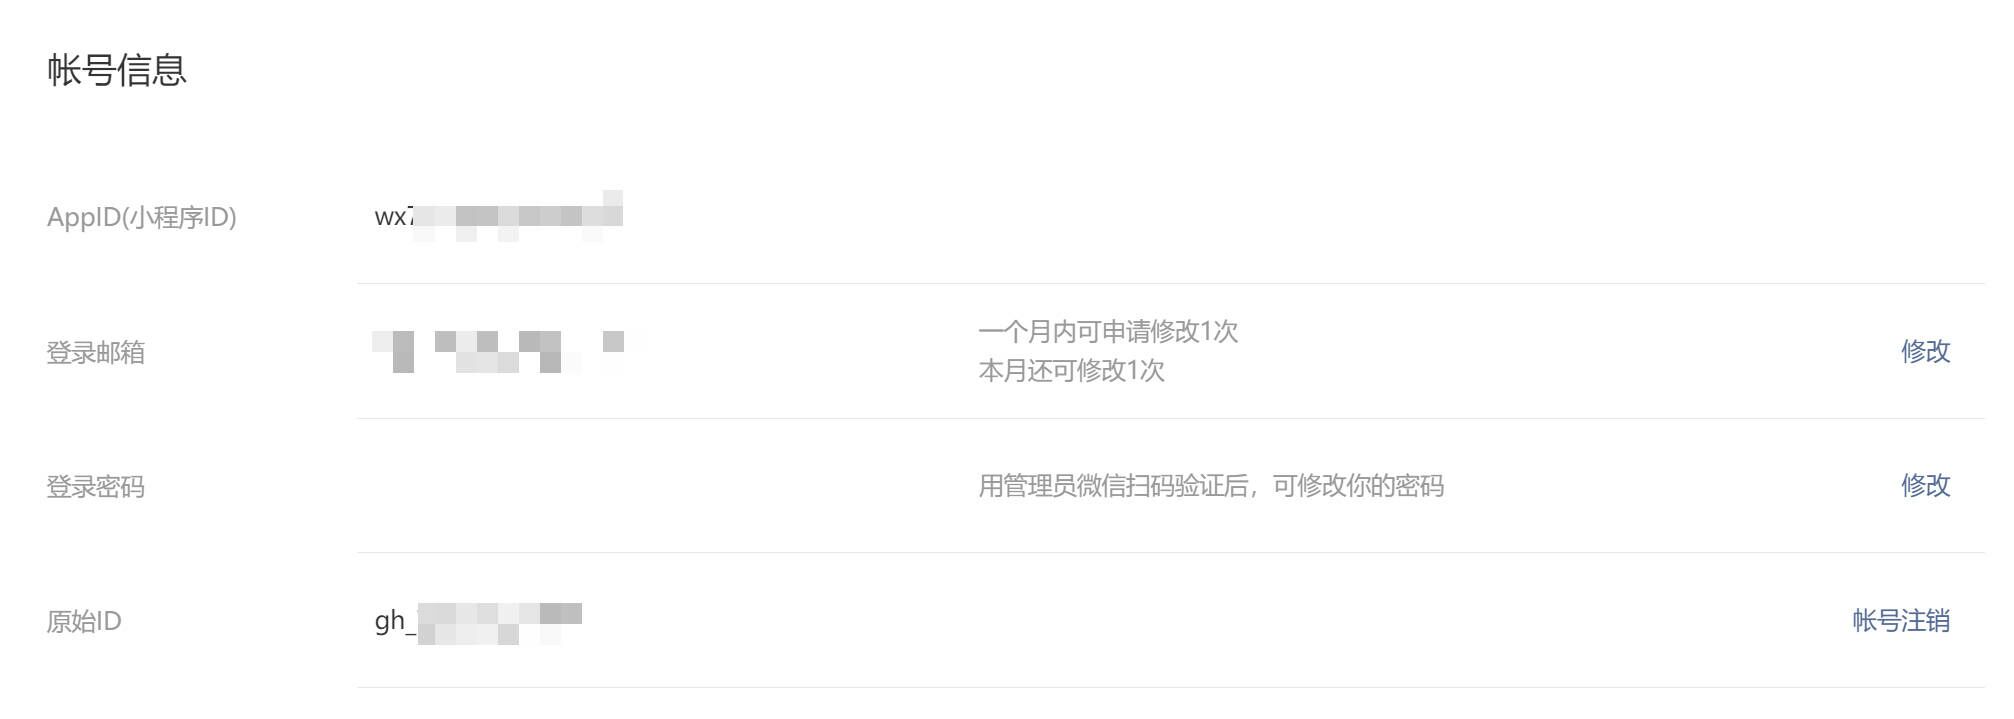 帐号信息
AppID(小程序ID)
wx7
登录邮箱
一个月内可申请修改1次
本月还可修改1次
修改
登录密码
用管理员微信扫码验证后，可修改你的密码
修改
原始ID
gh_
帐号注销